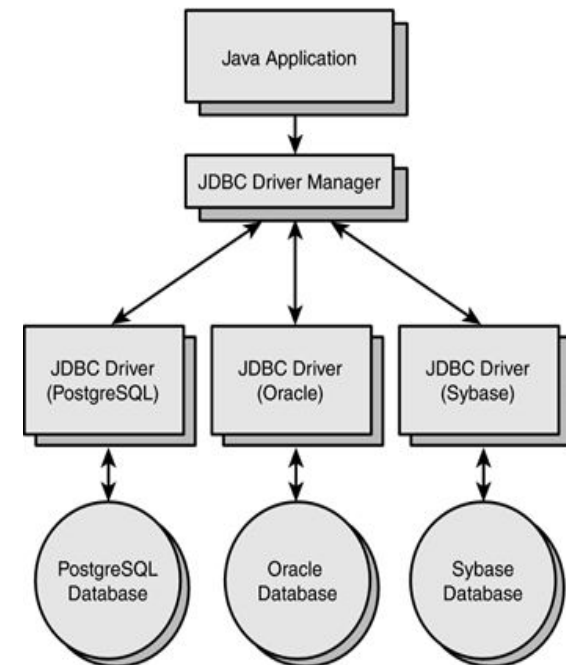 Java Application
JDBC Driver Manager
JDBC Driver
(PostgreSQL)
JDBC Driver
(Oracle)
JDBC Driver
(Sybase)
PostgreSQL
Database
Oracle
Database
Sybase
Database